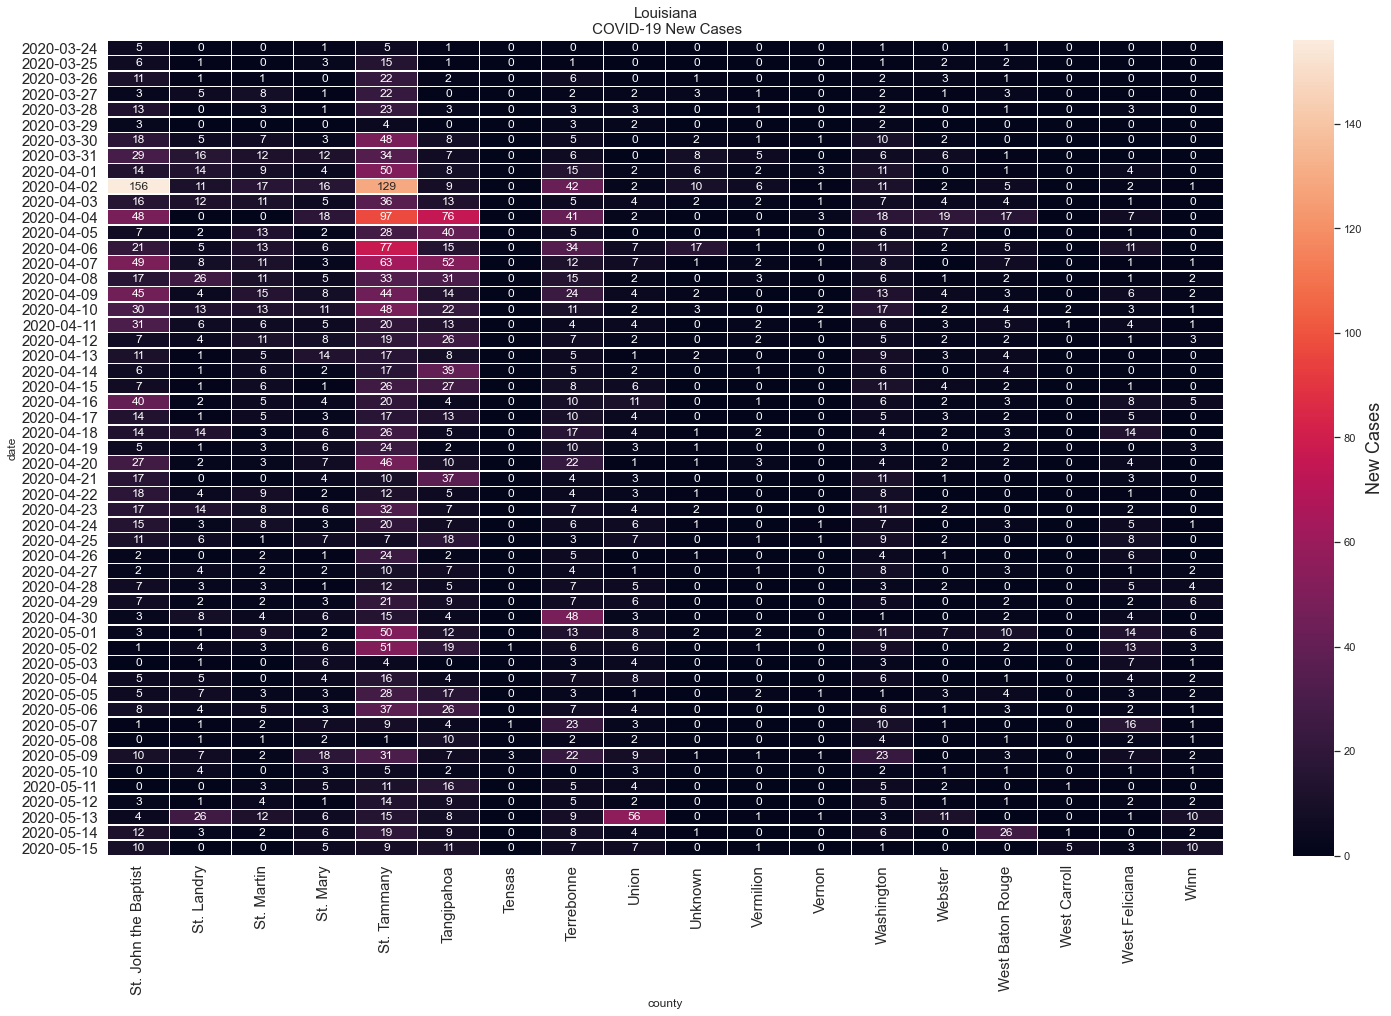 Louisiana
COVID-19 New Cases
2020-03-24 5 0 0 1 5 1 0 0 0 0 0 0 1 0 1 0 0 0
2020-03-25 6 1 0 3 15 1 0 1 0 0 0 0 1 2 2 0 0 0
2020-03-26 11 1 1 0 22 2 0 6 0 1 0 0 2 3 1 0 0 0
2020-03-27 3 5 8 1 22 0 0 2 2 3 1 0 2 1 3 0 0 0
2020-03-28 13 0 3 1 23 3 0 3 3 0 1 0 2 0 1 0 3 0
2020-03-29 3 0 0 0 4 0 0 3 2 0 0 0 2 0 0 0 0 0
2020-03-30 18 5 7 3 48 8 0 5 0 2 1 1 10 2 0 0 0 0
2020-03-31 29 16 12 12 34 7 0 6 0 8 5 0 6 6 1 0 0 0
2020-04-01 14 14 9 4 50 8 0 15 2 6 2 3 11 0 1 0 4 0
2020-04-02 156 11 17 16 129 9 0 42 2 10 6 1 11 2 5 0 2 1
2020-04-03 16 12 11 5 36 13 0 5 4 2 2 1 7 4 4 0 1 0
2020-04-04 48 0 0 18 97 76 0 41 2 0 0 3 18 19 17 0 7 0
2020-04-05 7 2 13 2 28 40 0 5 0 0 1 0 6 7 0 0 1 0
2020-04-06 21 5 13 6 77 15 0 34 7 17 1 0 11 2 5 0 11 0
2020-04-07 49 8 11 3 63 52 0 12 7 1 2 1 8 0 7 0 1 1
2020-04-08 17 26 11 5 33 31 0 15 2 0 3 0 6 1 2 0 1 2
2020-04-09 45 4 15 8 44 14 0 24 4 2 0 0 13 4 3 0 6 2
2020-04-10 30 13 13 11 48 22 0 11 2 3 0 2 17 2 4 2 3 1
2020-04-11 31 6 6 5 20 13 0 4 4 0 2 1 6 3 5 1 4 1
2020-04-12 7 4 11 8 19 26 0 7 2 0 2 0 5 2 2 0 1 3
2020-04-13 11 1 5 14 17 8 0 5 1 2 0 0 9 3 4 0 0 0
2020-04-14 6 1 6 2 17 39 0 5 2 0 1 0 6 0 4 0 0 0
2020-04-15 7 1 6 1 26 27 0 8 6 0 0 0 11 4 2 0 1 0
2020-04-16 40 2 5 4 20 4 0 10 11 0 1 0 6 2 3 0 8 5
2020-04-17 14 1 5 3 17 13 0 10 4 0 0 0 5 3 2 0 5 0
2020-04-18 14 14 3 6 26 5 0 17 4 1 2 0 4 2 3 0 14 0
2020-04-19 5 1 3 6 24 2 0 10 3 1 0 0 3 0 2 0 0 3
2020-04-20 27 2 3 7 46 10 0 22 1 1 3 0 4 2 2 0 4 0
2020-04-21 17 0 0 4 10 37 0 4 3 0 0 0 11 1 0 0 3 0
2020-04-22 18 4 9 2 12 5 0 4 3 1 0 0 8 0 0 0 1 0
2020-04-23 17 14 8 6 32 7 0 7 4 2 0 0 11 2 0 0 2 0
2020-04-24 15 3 8 3 20 7 0 6 6 1 0 1 7 0 3 0 5 1
2020-04-25 11 6 1 7 7 18 0 3 7 0 1 1 9 2 0 0 8 0
2020-04-26 2 0 2 1 24 2 0 5 0 1 0 0 4 1 0 0 6 0
2020-04-27 2 4 2 2 10 7 0 4 1 0 1 0 8 0 3 0 1 2
2020-04-28 7 3 3 1 12 5 0 7 5 0 0 0 3 2 0 0 5 4
2020-04-29 7 2 2 3 21 9 0 7 6 0 0 0 5 0 2 0 2 6
2020-04-30 3 8 4 6 15 4 0 48 3 0 0 0 1 0 2 0 4 0
2020-05-01 3 1 9 2 50 12 0 13 8 2 2 0 11 7 10 0 14 6
2020-05-02 1 4 3 6 51 19 1 6 6 0 1 0 9 0 2 0 13 3
2020-05-03 0 1 0 6 4 0 0 3 4 0 0 0 3 0 0 0 7 1
2020-05-04 5 5 0 4 16 4 0 7 8 0 0 0 6 0 1 0 4 2
2020-05-05 5 7 3 3 28 17 0 3 1 0 2 1 1 3 4 0 3 2
2020-05-06 8 4 5 3 37 26 0 7 4 0 0 0 6 1 3 0 2 1
2020-05-07 1 1 2 7 9 4 1 23 3 0 0 0 10 1 0 0 16 1
2020-05-08 0 1 1 2 1 10 0 2 2 0 0 0 4 0 1 0 2 1
2020-05-09 10 7 2 18 31 7 3 22 9 1 1 1 23 0 3 0 7 2
2020-05-10 0 4 0 3 5 2 0 0 3 0 0 0 2 1 1 0 1 1
2020-05-11 0 0 3 5 11 16 0 5 4 0 0 0 5 2 0 1 0 0
2020-05-12 3 1 4 1 14 9 0 5 2 0 0 0 5 1 1 0 2 2
2020-05-13 4 26 12 6 15 8 0 9 56 0 1 1 3 11 0 0 1 10
2020-05-14 12 3 2 6 19 9 0 8 4 1 0 0 6 0 26 1 0 2
2020-05-15 10 0 0 5 9 11 0 7 7 0 1 0 1 0 0 5 3 10
St. John the Baptist
St. Landry
St. Martin
St. Mary
St. Tammany
Tangipahoa
Tensas
Terrebonne
Union
Unknown
Vermilion
Vernon
Washington
Webster
West Baton Rouge
West Carroll
West Feliciana
Winn
date
county
140
120
100
80
60
40
20
0
New Cases